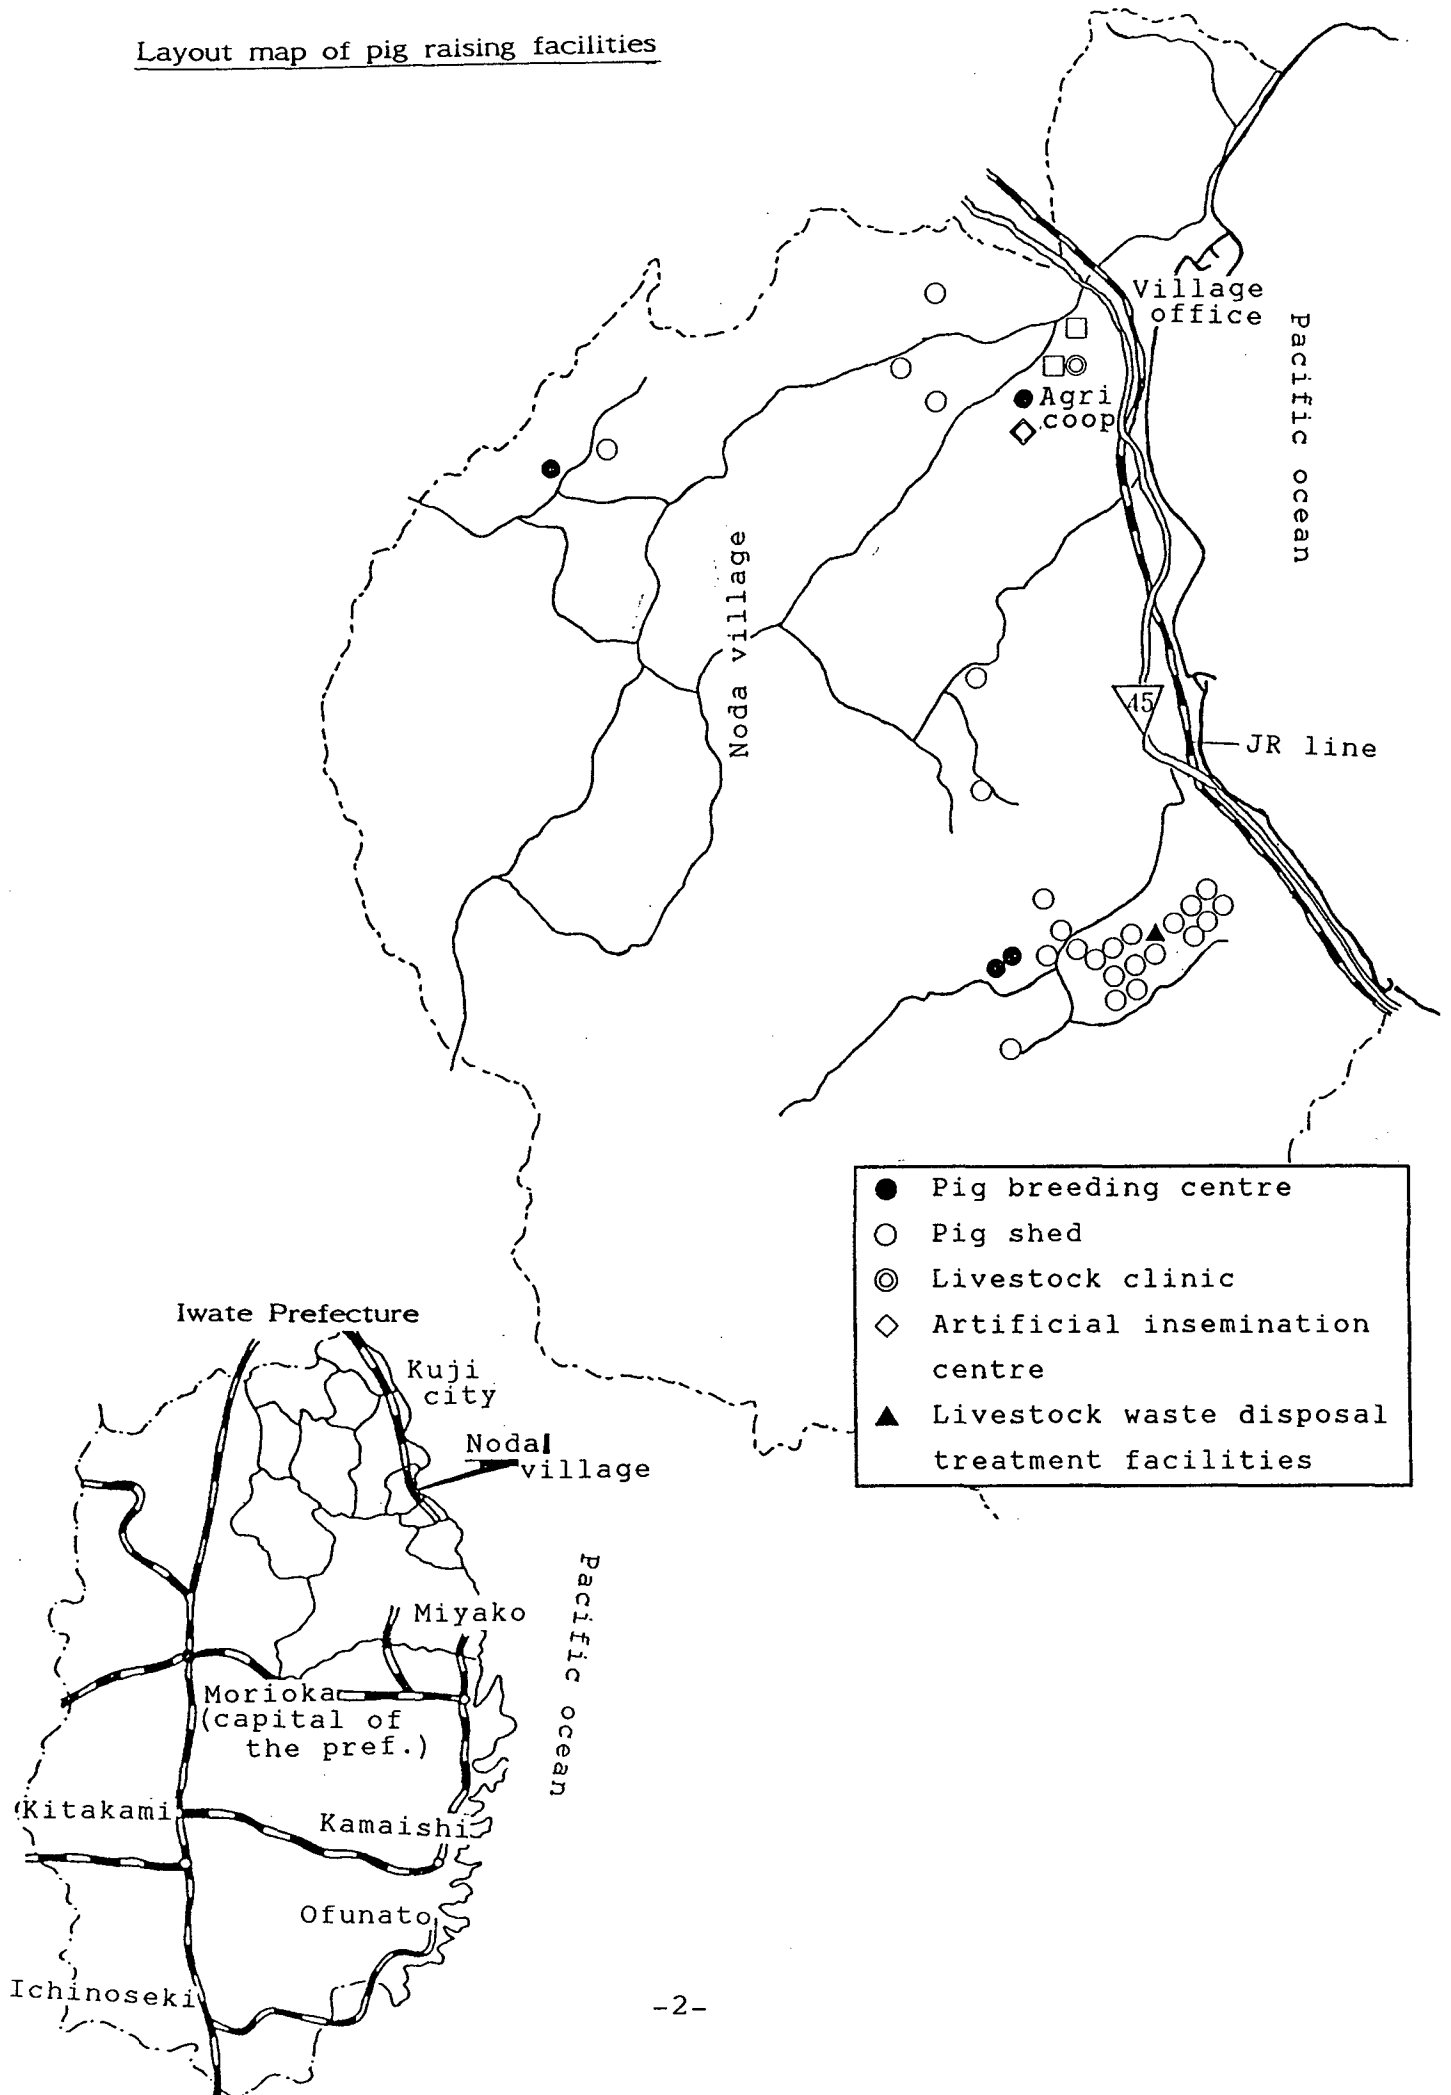 Layout map of pig raising facilities
Village
office
Pacific ocean
Agri
coop
Noda village
45
JR line
Pig breeding centre
Pig shed
Livestock clinic
Artificial insemination
centre
Livestock waste disposal
treatment facilities
Iwate Prefecture
Kuji
city
Noda
village
Pacific ocean
Miyako
Morioka
(capital of
the pref.)
Kitakami
Kamaishi
Ofunato
Ichinoseki
-2-